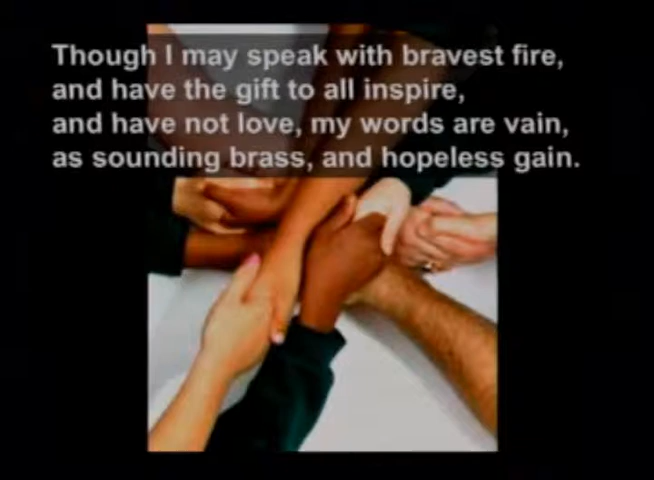 Though I may speak with bravest fire,
and have the gift to all inspire,
and have not love, my words are vain,
as sounding brass, and hopeless gain.